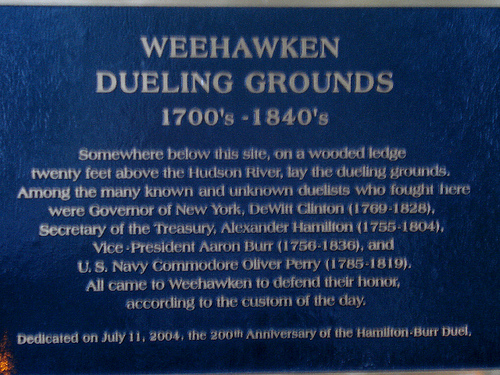 WEEHAWKEN
DUELING GROUNDS
1700's - 1840's
Somewhere below this site, on a wooded ledge
twenty feet above the Hudson River, lay the dueling grounds.
Among the many known and unknown duelists who fought here
were Governor of New York, DeWitt Clinton (1769-1828),
Secretary of the Treasury, Alexander Hamilton (1755-1804),
Vice-President Aaron Burr (1756-1836), and
U. S. Navy Commodore Oliver Perry (1785-1819).
All came to Weehawken to defend their honor,
according to the custom of the day.
Dedicated on July 11, 2004, the 200th Anniversary of the Hamilton-Burr Duel.